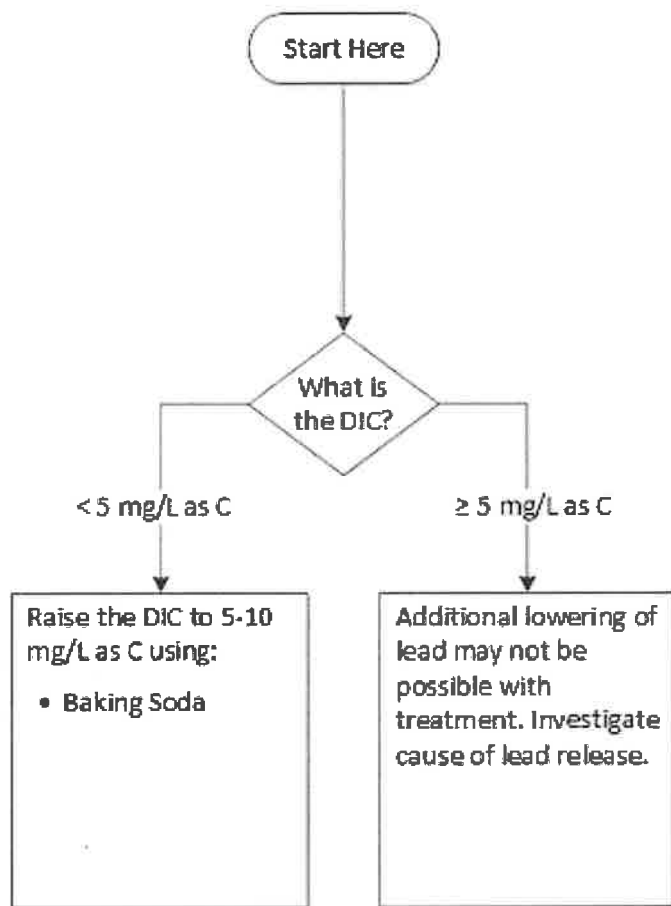 Start Here
What is
the DIC?
< 5 mg/L as C
≥ 5 mg/L as C
Raise the DIC to 5-10
mg/L as C using:
• Baking Soda
Additional lowering of
lead may not be
possible with
treatment. Investigate
cause of lead release.